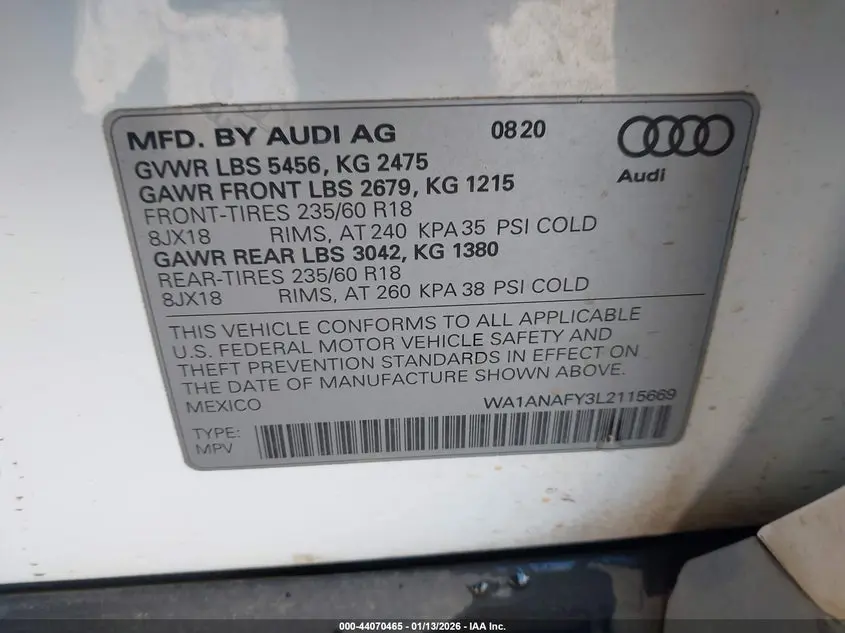 MFD. BY AUDI AG 0820
Audi
GVWR LBS 5456, KG 2475
GAWR FRONT LBS 2679, KG 1215
FRONT-TIRES 235/60 R18
8JX18 RIMS, AT 240 KPA 35 PSI COLD
GAWR REAR LBS 3042, KG 1380
REAR-TIRES 235/60 R18
8JX18 RIMS, AT 260 KPA 38 PSI COLD
THIS VEHICLE CONFORMS TO ALL APPLICABLE
U.S. FEDERAL MOTOR VEHICLE SAFETY AND
THEFT PREVENTION STANDARDS IN EFFECT ON
THE DATE OF MANUFACTURE SHOWN ABOVE.
MEXICO WA1ANAFY3L2115669
TYPE:
MPV
000-44070465 - 01/13/2026 - IAA Inc.